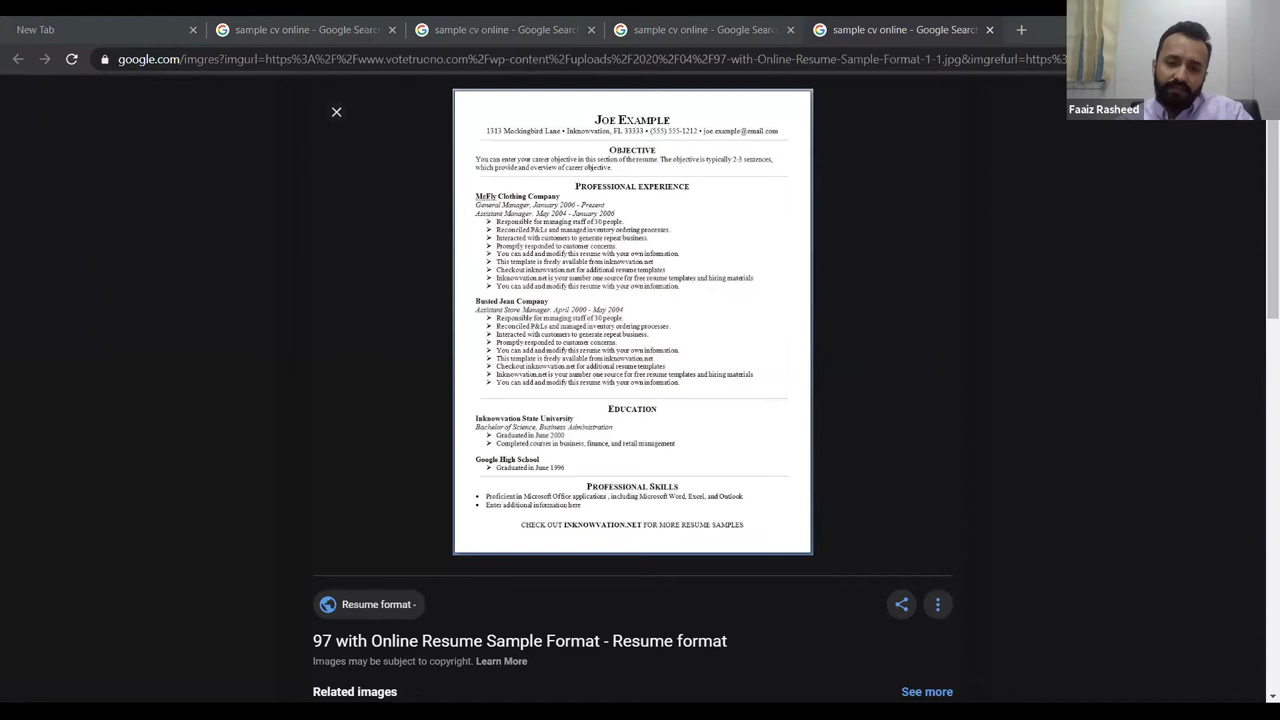 New Tab
sample cv online - Google Searc
sample cv online - Google Searc
sample cv online - Google Search
sample cv online - Google Search
google.com/imgres?imgurl=https%3A%2F%2Fwww.votetruono.com%2Fwp-content%2Fuploads%2F2020%2F04%2F97-with-Online-Resume-Sample-Format-1-1.jpg&imgrefurl=https%3
Faaiz Rasheed
JOE EXAMPLE
1313 Mockingbird Lane • Inknowvation, FL 33333 • (555) 555-1212 • joe.example@email.com
OBJECTIVE
You can enter your career objective in this section of the resume. The objective is typically 2-3 sentences,
which provide and overview of career objective.
PROFESSIONAL EXPERIENCE
McFly Clothing Company
General Manager, January 2006 - Present
Assistant Manager. May 2004 - January 2006
Responsible for managing staff of 30 people.
Reconciled P&Ls and managed inventory ordering processes.
Interacted with customers to generate repeat business.
Promptly responded to customer concerns.
You can add and modify this resume with your own information.
This template is freely available from inknowvation.net
Check out inknowvation.net for additional resume templates
Inknowvation.net is your number one source for free resume templates and hiring materials
You can add and modify this resume with your own information.
Busted Jean Company
Assistant Store Manager. April 2000 - May 2004
Responsible for managing staff of 30 people.
Reconciled P&Ls and managed inventory ordering processes.
Interacted with customers to generate repeat business.
Promptly responded to customer concerns.
You can add and modify this resume with your own information.
This template is freely available from inknowvation.net
Check out inknowvation.net for additional resume templates
Inknowvation.net is your number one source for free resume templates and hiring materials
You can add and modify this resume with your own information.
EDUCATION
Inknowvation State University
Bachelor of Science, Business Administration
Graduated in June 2000
Completed courses in business, finance, and retail management
Google High School
Graduated in June 1996
PROFESSIONAL SKILLS
Proficient in Microsoft Office applications , including Microsoft Word, Excel, and Outlook
Enter additional information here
CHECK OUT INKNOWVATION.NET FOR MORE RESUME SAMPLES
Resume format -
97 with Online Resume Sample Format - Resume format
Images may be subject to copyright. Learn More
Related images
See more